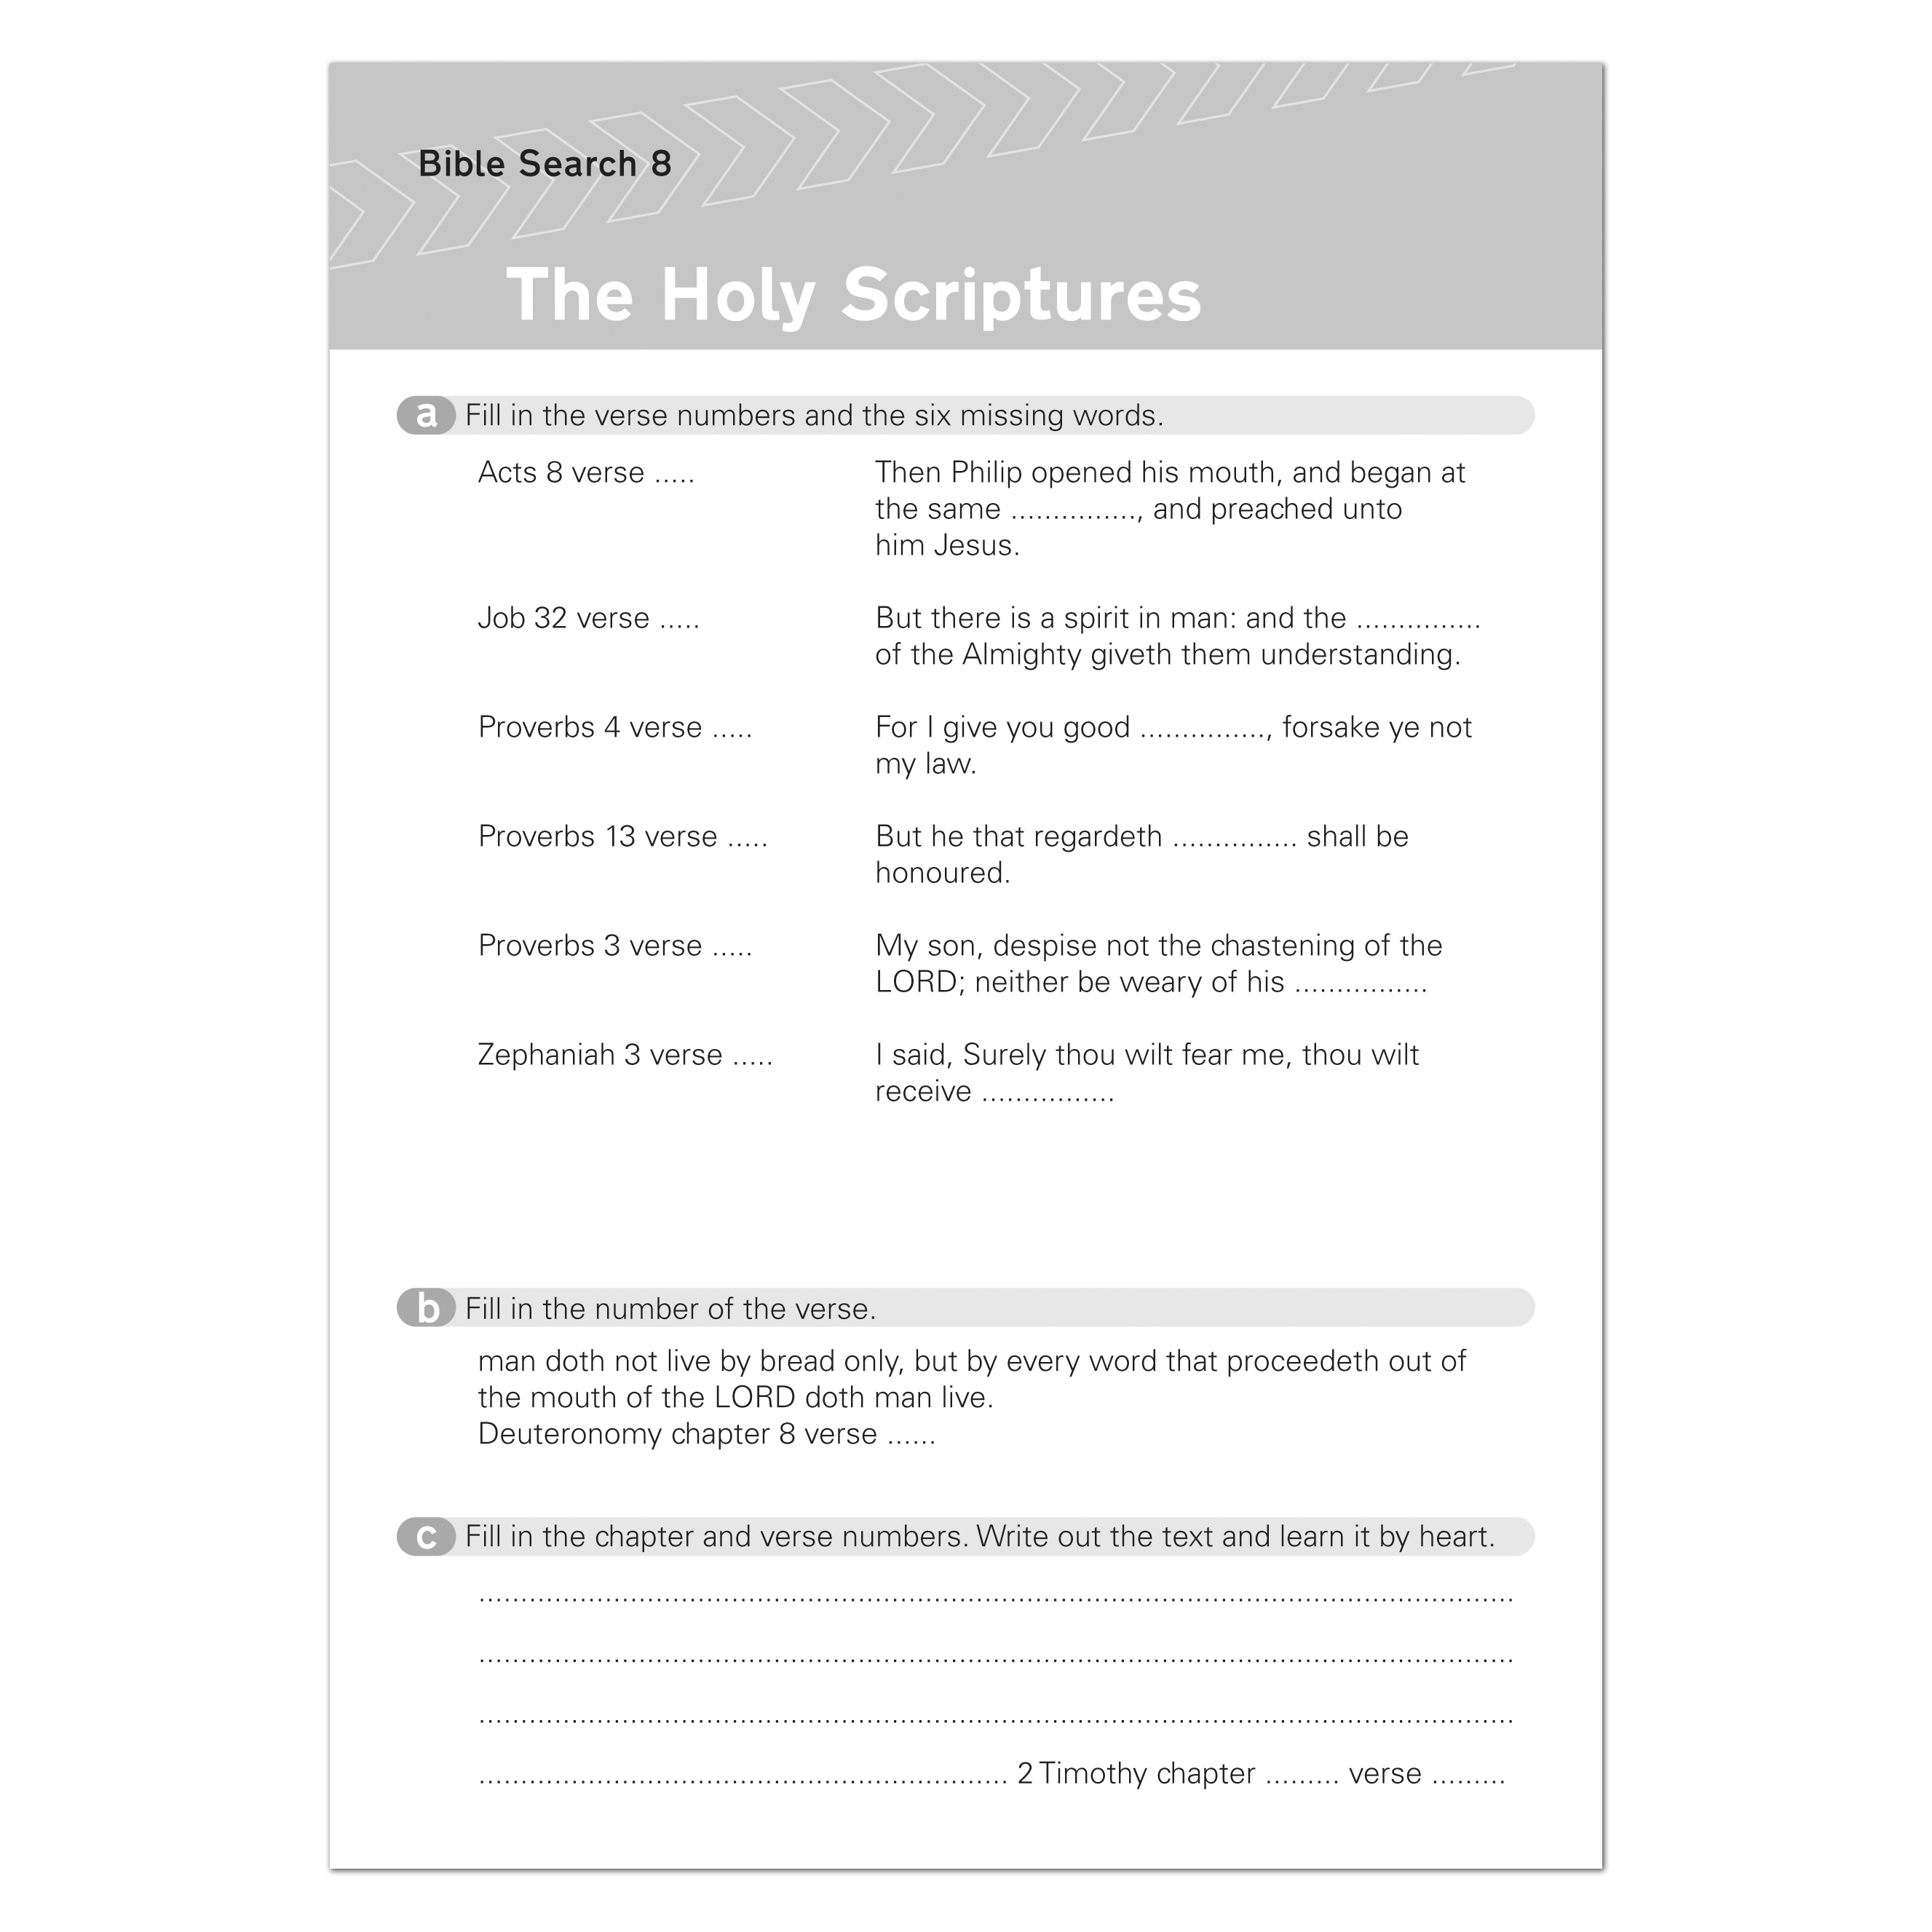 Bible Search 8
The Holy Scriptures
a Fill in the verse numbers and the six missing words.
Acts 8 verse .....
Then Philip opened his mouth, and began at
the same ..............., and preached unto
him Jesus.
Job 32 verse .....
But there is a spirit in man: and the ...............
of the Almighty giveth them understanding.
Proverbs 4 verse .....
For I give you good ..............., forsake ye not
my law.
Proverbs 13 verse .....
But he that regardeth ............... shall be
honoured.
Proverbs 3 verse .....
My son, despise not the chastening of the
LORD; neither be weary of his ................
Zephaniah 3 verse .....
I said, Surely thou wilt fear me, thou wilt
receive ................
b Fill in the number of the verse.
man doth not live by bread only, but by every word that proceedeth out of
the mouth of the LORD doth man live.
Deuteronomy chapter 8 verse ......
c Fill in the chapter and verse numbers. Write out the text and learn it by heart.
...........................................................................................................................
...........................................................................................................................
...........................................................................................................................
............................................................... 2 Timothy chapter ......... verse .........